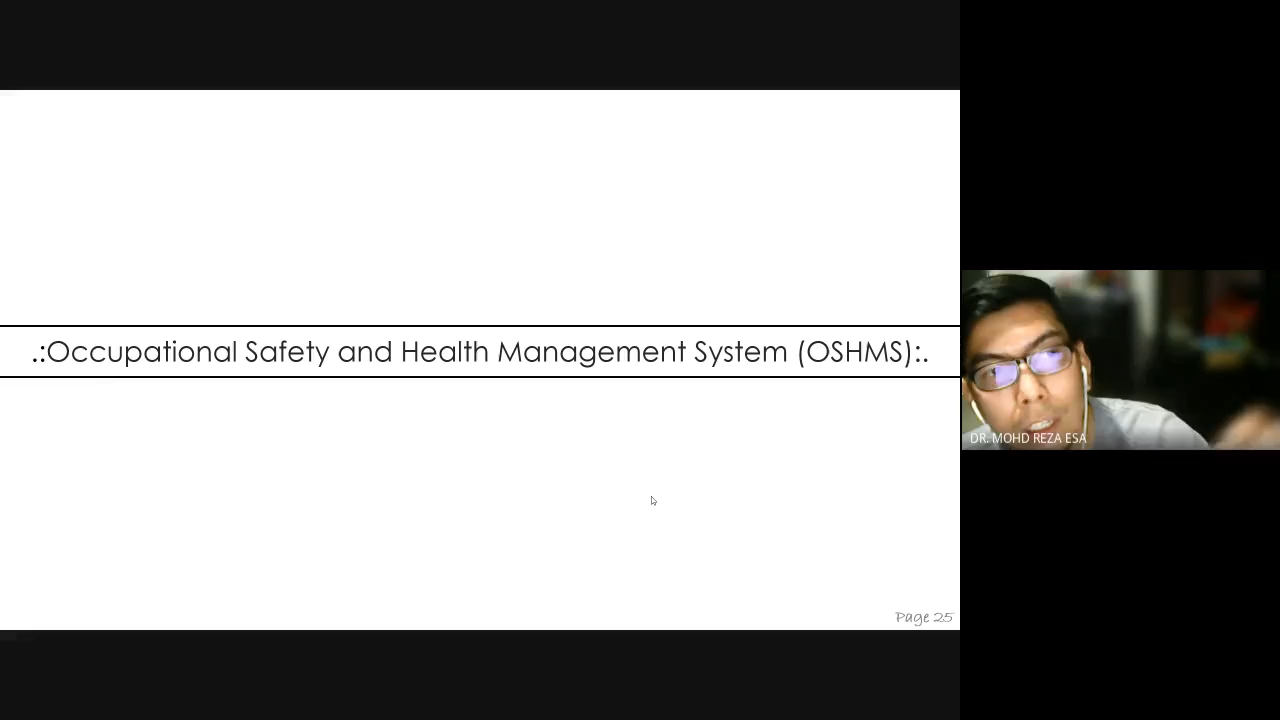 .:Occupational Safety and Health Management System (OSHMS):.
DR. MOHD REZA ESA
Page 25